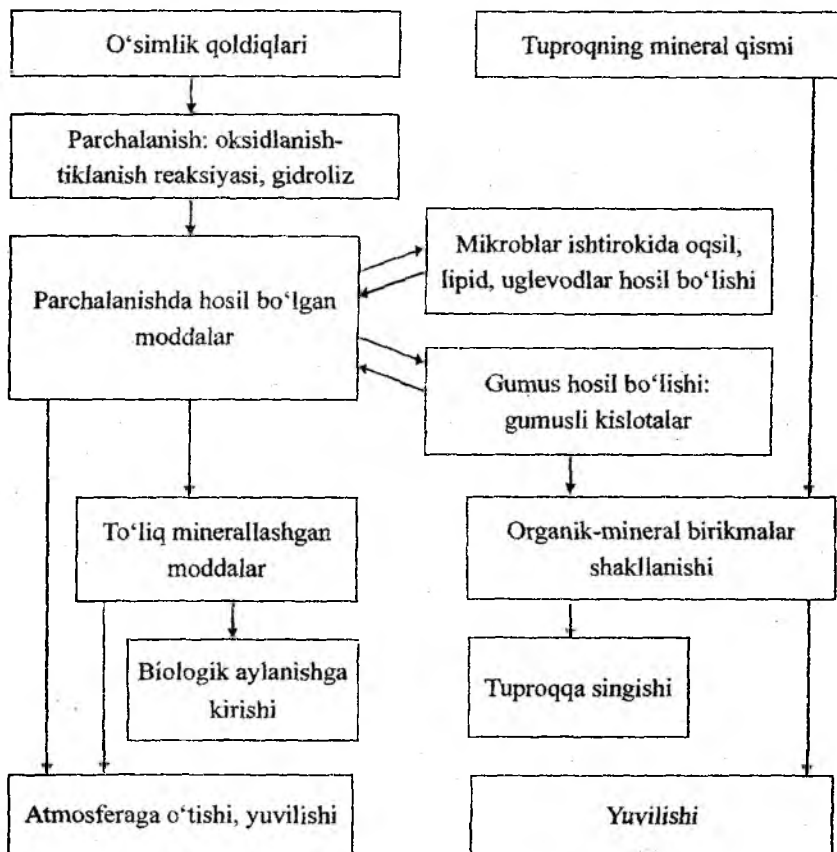 O‘simlik qoldiqlari
Tuproqning mineral qismi
Parchalanish: oksidlanish-
tiklanish reaksiyasi, gidroliz
Mikroblar ishtirokida oqsil,
lipid, uglevodlar hosil bo‘lishi
Parchalanishda hosil bo‘lgan
moddalar
Gumus hosil bo‘lishi:
gumusli kislotalar
To‘liq minerallashgan
moddalar
Organik-mineral birikmalar
shakllanishi
Biologik aylanishga
kirishi
Tuproqqa singishi
Atmosferaga o‘tishi, yuvilishi
Yuvilishi